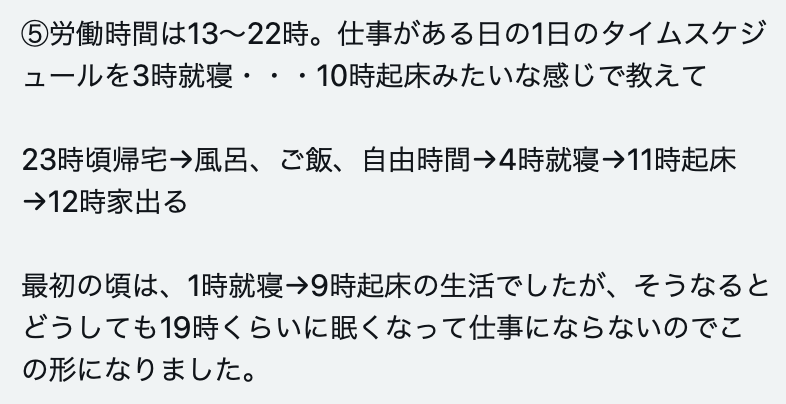 ⑤労働時間は13〜22時。仕事がある日の1日のタイムスケジ
ュールを3時就寝・・・10時起床みたいな感じで教えて
23時頃帰宅→風呂、ご飯、自由時間→4時就寝→11時起床
→12時家出る
最初の頃は、1時就寝→9時起床の生活でしたが、そうなると
どうしても19時くらいに眠くなって仕事にならないのでこ
の形になりました。